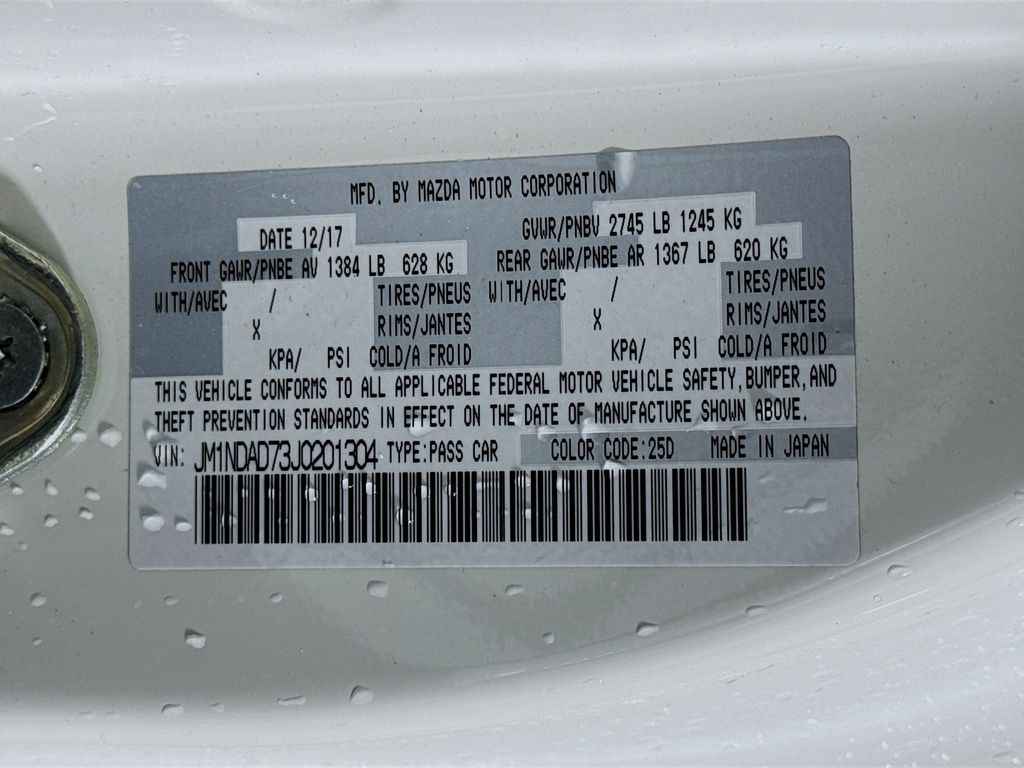 MFD. BY MAZDA MOTOR CORPORATION
DATE 12/17 GVWR/PNBV 2745 LB 1245 KG
FRONT GAWR/PNBE AV 1384 LB 628 KG REAR GAWR/PNBE AR 1367 LB 620 KG
WITH/AVEC / TIRES/PNEUS WITH/AVEC / TIRES/PNEUS
X RIMS/JANTES X RIMS/JANTES
KPA/ PSI COLD/A FROID KPA/ PSI COLD/A FROID
THIS VEHICLE CONFORMS TO ALL APPLICABLE FEDERAL MOTOR VEHICLE SAFETY, BUMPER, AND
THEFT PREVENTION STANDARDS IN EFFECT ON THE DATE OF MANUFACTURE SHOWN ABOVE.
VIN: JM1NDAD73J0201304 TYPE:PASS CAR COLOR CODE:25D MADE IN JAPAN